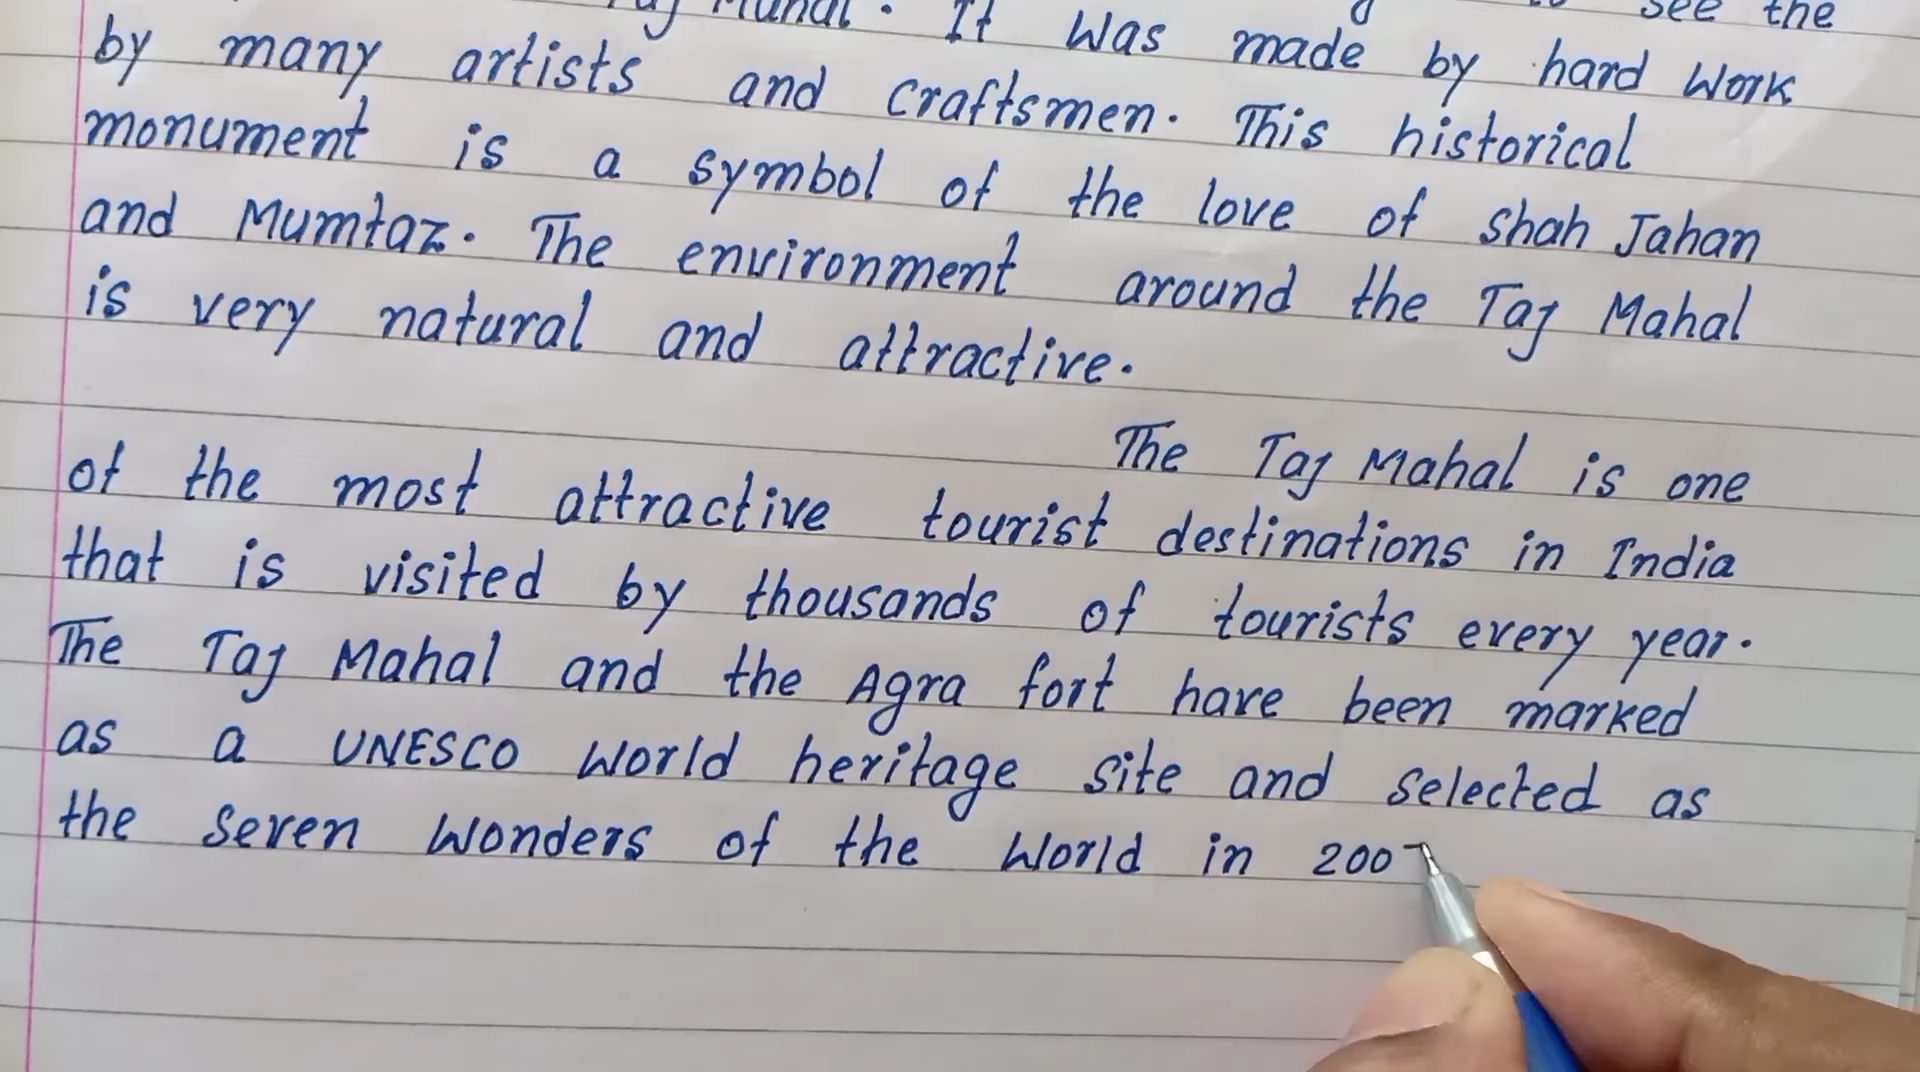 Mahal. It was made by hard work see the
by many artists and craftsmen. This historical
monument is a symbol of the love of shah Jahan
and Mumtaz. The environment around the Taj Mahal
is very natural and attractive.
The Taj Mahal is one
of the most attractive tourist destinations in India
that is visited by thousands of tourists every year.
The Taj Mahal and the Agra fort have been marked
as a UNESCO world heritage site and selected as
the seven wonders of the world in 200